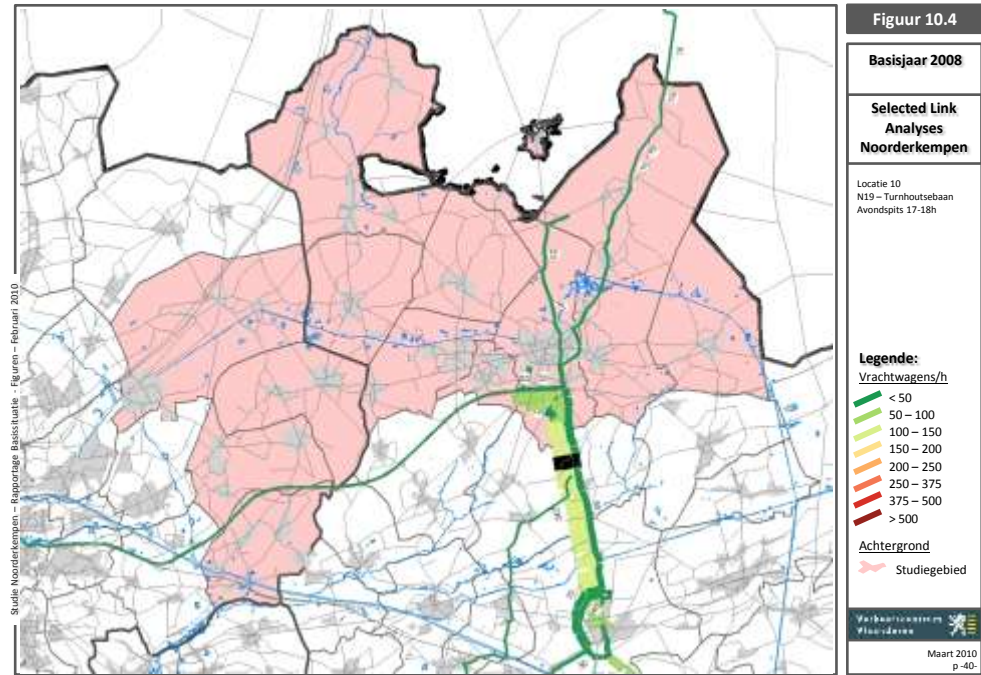 Studie Noorderkempen – Rapportage Basissituatie - Figuren – Februari 2010
Figuur 10.4
Basisjaar 2008
Selected Link
Analyses
Noorderkempen
Locatie 10
N19 – Turnhoutsebaan
Avondspits 17-18h
Legende:
Vrachtwagens/h
< 50
50 – 100
100 – 150
150 – 200
200 – 250
250 – 375
375 – 500
> 500
Achtergrond
Studiegebied
Verkeerscentrum
Vlaanderen
Maart 2010
p -40-